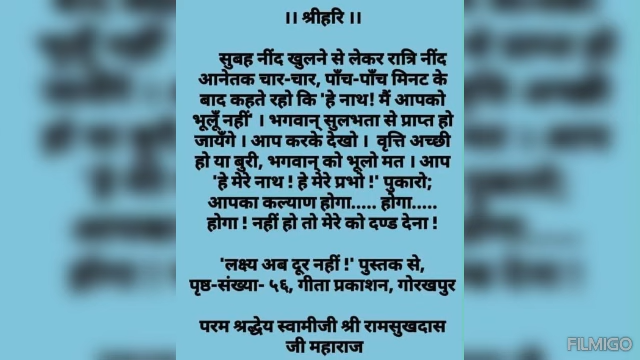 ।। श्रीहरि ।।
सुबह नींद खुलने से लेकर रात्रि नींद
आनेतक चार-चार, पाँच-पाँच मिनट के
बाद कहते रहो कि 'हे नाथ! मैं आपको
भूलूँ नहीं' । भगवान् सुलभता से प्राप्त हो
जायेँगे । आप करके देखो । वृत्ति अच्छी
हो या बुरी, भगवान् को भूलो मत । आप
'हे मेरे नाथ ! हे मेरे प्रभो !' पुकारो;
आपका कल्याण होगा..... होगा.....
होगा ! नहीं हो तो मेरे को दण्ड देना !
'लक्ष्य अब दूर नहीं !' पुस्तक से,
पृष्ठ-संख्या- ५६, गीता प्रकाशन, गोरखपुर
परम श्रद्धेय स्वामीजी श्री रामसुखदास
जी महाराज
FILMIGO